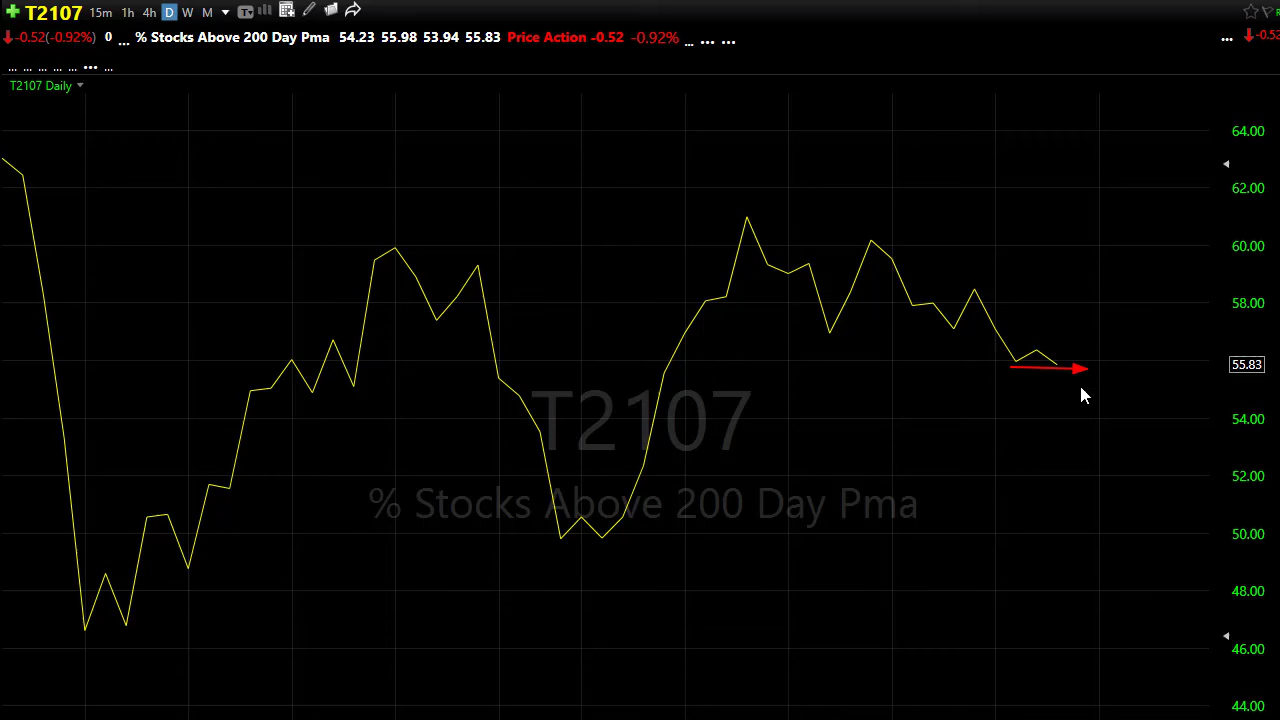 T2107 15m 1h 4h D W M
-0.52(-0.92%) 0 ... % Stocks Above 200 Day Pma 54.23 55.98 53.94 55.83 Price Action -0.52 -0.92% ... ... ... ... -0.52
... ... ... ... ... ... ...
T2107 Daily
64.00
62.00
60.00
58.00
55.83
54.00
T2107
52.00
% Stocks Above 200 Day Pma
50.00
48.00
46.00
44.00